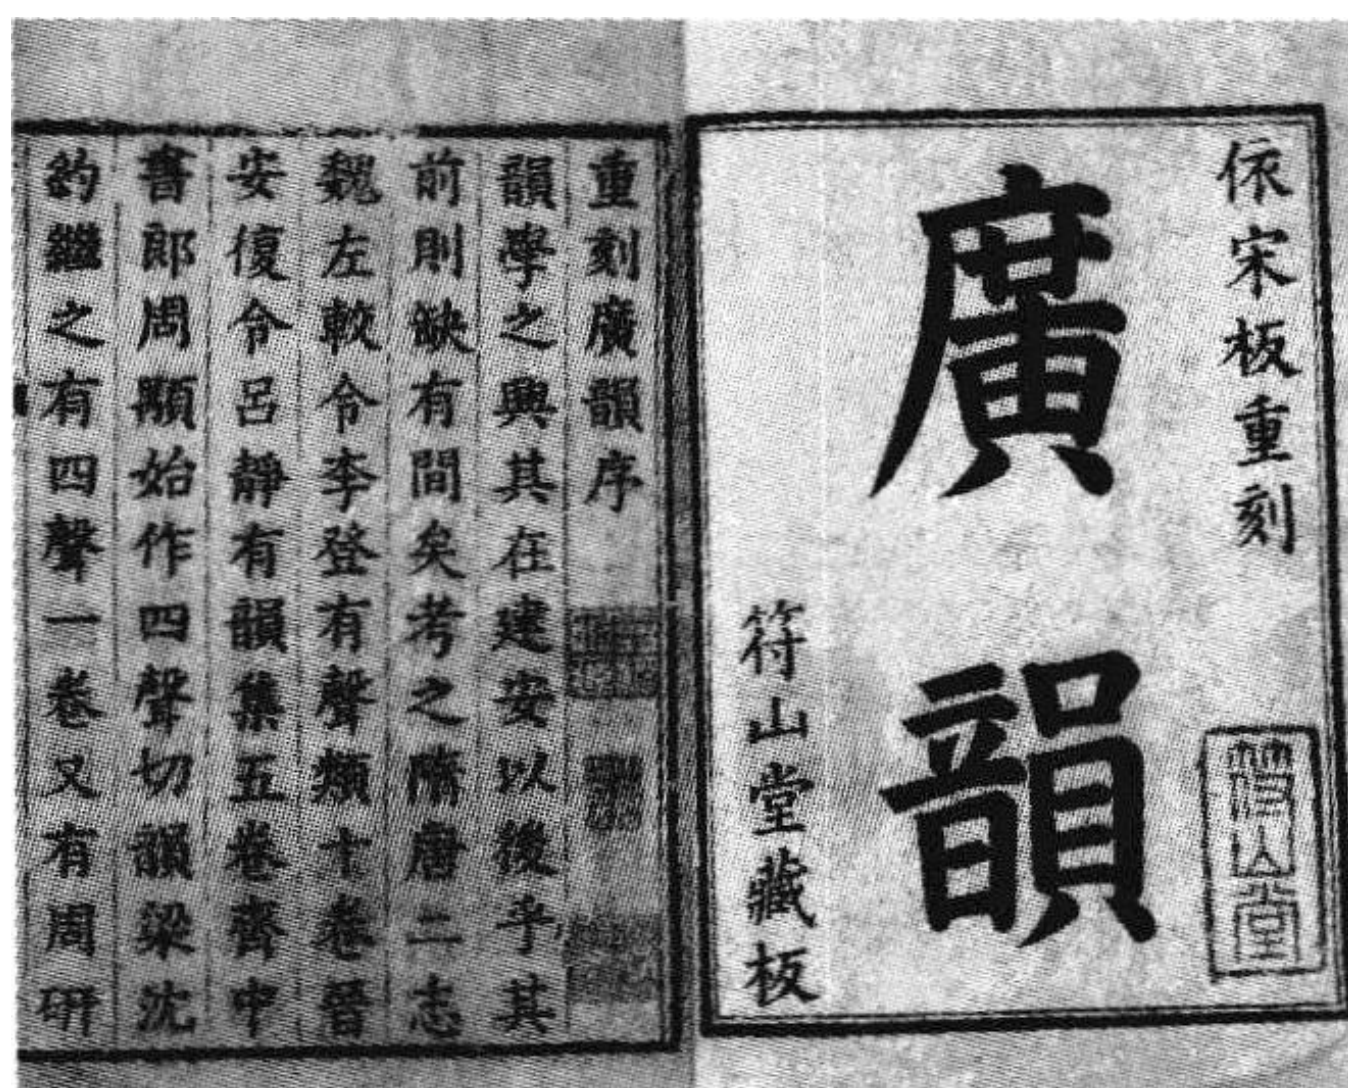 依宋板重刻
廣韻
符山堂藏板
符山堂
重刻廣韻序
韻學之興其在建安以後乎其
前則缺有間矣考之隋唐二志
魏左軟令李登有聲類十卷晉
安復令呂靜有韻集五卷齊中
書郎周顒始作四聲切韻梁沈
約繼之有四聲一卷又有周研